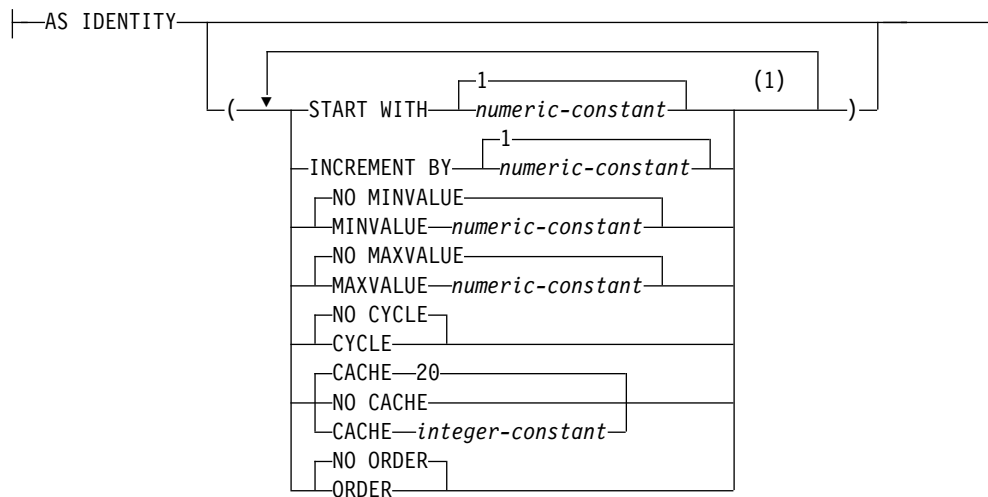 AS IDENTITY
1 (1)
( START WITH numeric-constant )
1
INCREMENT BY numeric-constant
NO MINVALUE
MINVALUE numeric-constant
NO MAXVALUE
MAXVALUE numeric-constant
NO CYCLE
CYCLE
CACHE 20
NO CACHE
CACHE integer-constant
NO ORDER
ORDER